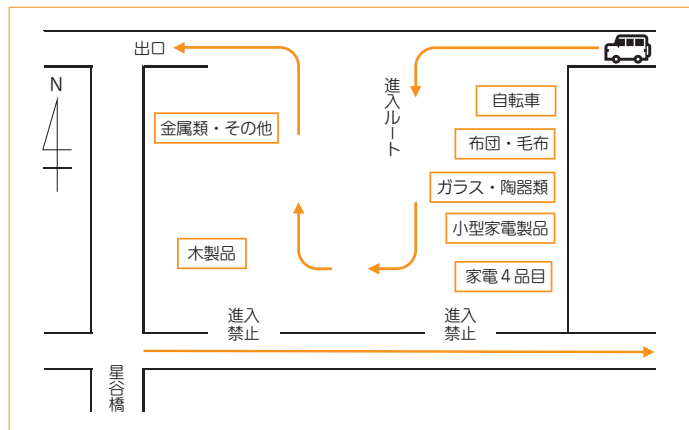 出口
N
進入ルート
自転車
金属類・その他
布団・毛布
ガラス・陶器類
小型家電製品
木製品
家電４品目
進入
禁止
進入
禁止
星谷橋